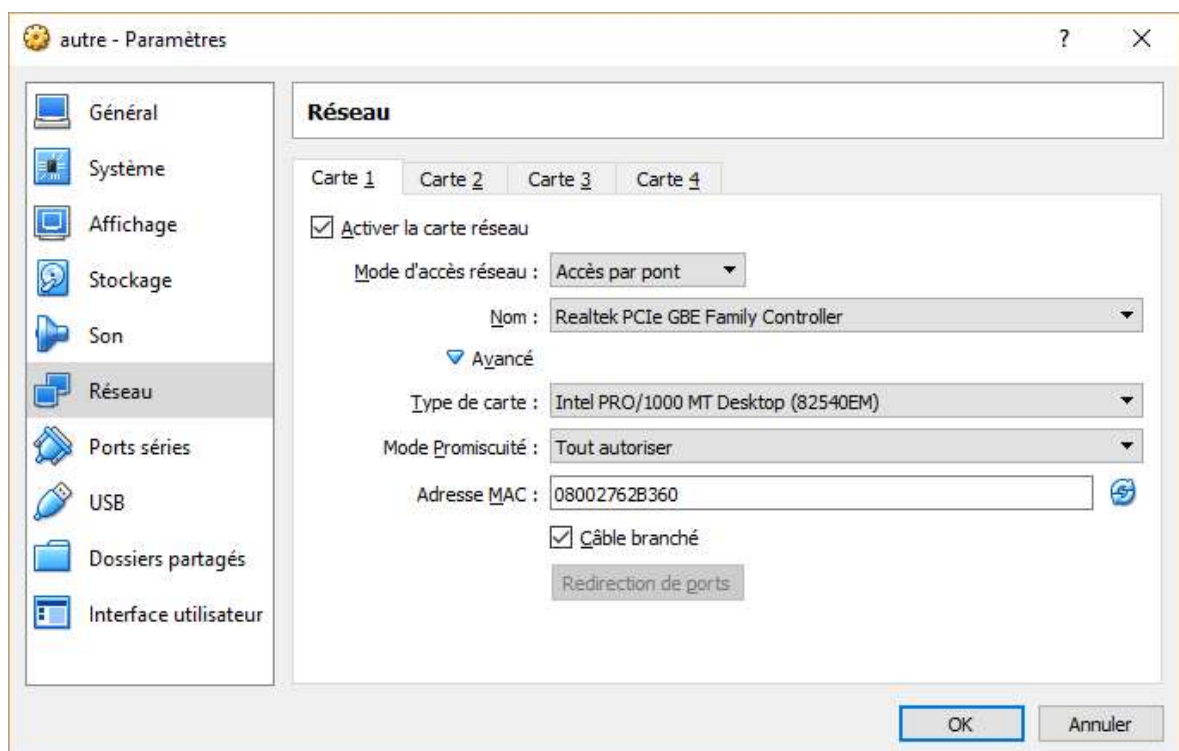 autre - Paramètres ?
Général
Système
Affichage
Stockage
Son
Réseau
Ports séries
USB
Dossiers partagés
Interface utilisateur
Réseau
Carte 1 Carte 2 Carte 3 Carte 4
Activer la carte réseau
Mode d'accès réseau : Accès par pont
Nom : Realtek PCIe GBE Family Controller
Avancé
Type de carte : Intel PRO/1000 MT Desktop (82540EM)
Mode Promiscuité : Tout autoriser
Adresse MAC : 08002762B360
Câble branché
Redirection de ports
OK Annuler